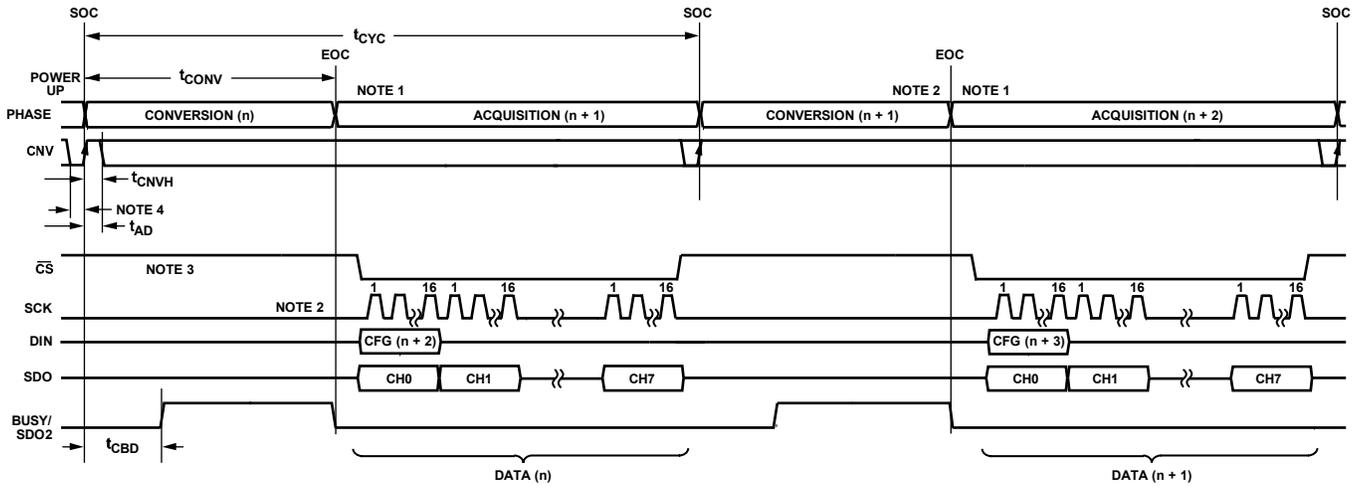 SOC
SOC
SOC
tCYC
EOC
EOC
tCONV
POWER
UP
NOTE 1
NOTE 2
NOTE 1
PHASE
CONVERSION (n)
ACQUISITION (n + 1)
CONVERSION (n + 1)
ACQUISITION (n + 2)
CNV
tCNVH
NOTE 4
tAD
CS
NOTE 3
1
16
1
16
1
16
1
16
1
16
1
16
SCK
NOTE 2
DIN
CFG (n + 2)
CFG (n + 3)
SDO
CH0
CH1
CH7
CH0
CH1
CH7
BUSY/
SDO2
tCBD
DATA (n)
DATA (n + 1)